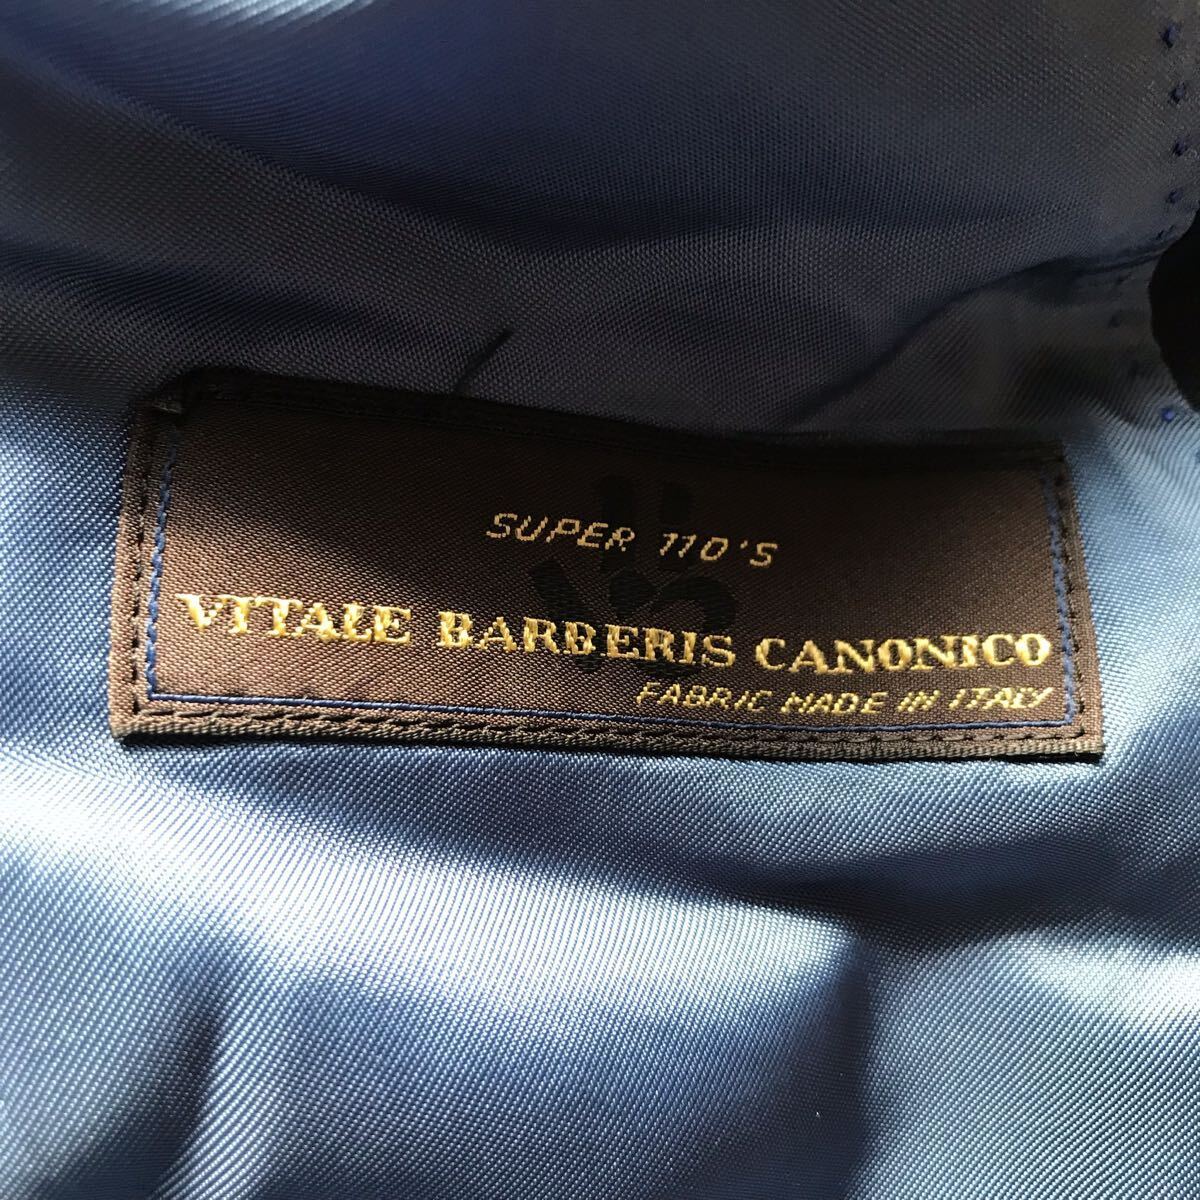 SUPER 110'S
VITALE BARBERIS CANONICO
FABRIC MADE IN ITALY